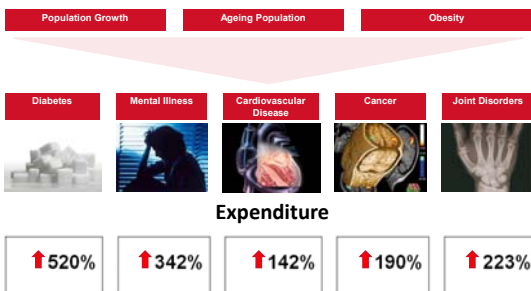 Population Growth
Ageing Population
Obesity
Diabetes
Mental Illness
Cardiovascular
Disease
Cancer
Joint Disorders
Expenditure
520%
342%
142%
190%
223%